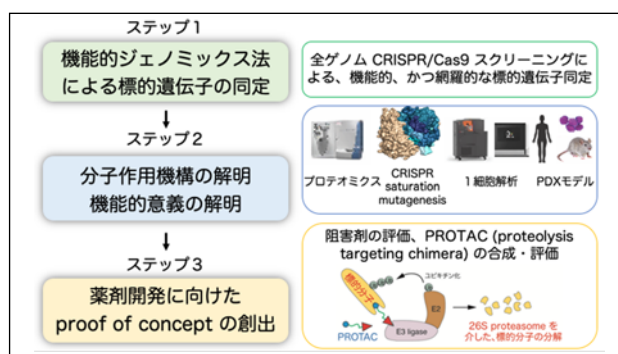 ステップ1
機能的ジェノミックス法
による標的遺伝子の同定
全ゲノム CRISPR/Cas9 スクリーニングに
よる、機能的、かつ網羅的な標的遺伝子同定
ステップ2
分子作用機構の解明
機能的意義の解明
プロテオミクス
CRISPR
saturation
mutagenesis
1細胞解析
PDXモデル
ステップ3
薬剤開発に向けた
proof of concept の創出
阻害剤の評価、PROTAC (proteolysis
targeting chimera) の合成・評価
標的分子
ユビキチン化
E2
PROTAC
E3 ligase
26S proteasome を
介した、標的分子の分解